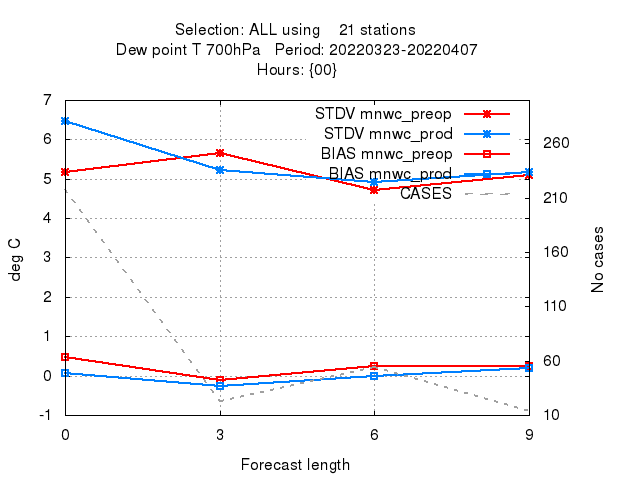 Selection: ALL using    21 stations
Dew point T 700hPa   Period: 20220323-20220407
Hours: {00}
7
6
5
4
3
2
1
0
-1
deg C
STDV mnwc_preop
STDV mnwc_prod
BIAS mnwc_preop
BIAS mnwc_prod
CASES
260
210
160
110
60
10
No cases
0 3 6 9
Forecast length